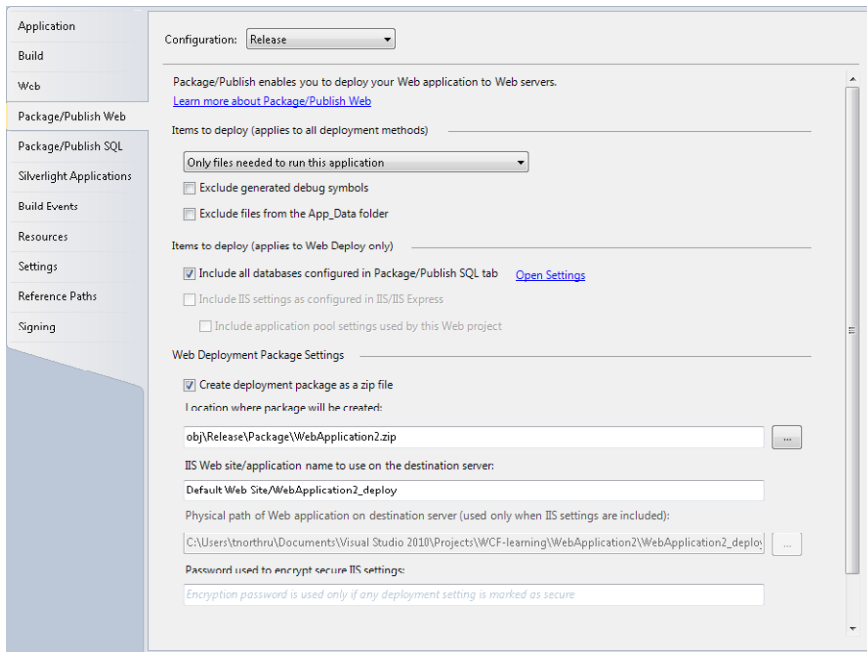 Application
Build
Web
Package/Publish Web
Package/Publish SQL
Silverlight Applications
Build Events
Resources
Settings
Reference Paths
Signing
Configuration: Release
Package/Publish enables you to deploy your Web application to Web servers.
Learn more about Package/Publish Web
Items to deploy (applies to all deployment methods)
Only files needed to run this application
Exclude generated debug symbols
Exclude files from the App_Data folder
Items to deploy (applies to Web Deploy only)
Include all databases configured in Package/Publish SQL tab Open Settings
Include IIS settings as configured in IIS/IIS Express
Include application pool settings used by this Web project
Web Deployment Package Settings
Create deployment package as a zip file
Location where package will be created:
obj\Release\Package\WebApplication2.zip
...
IIS Web site/application name to use on the destination server:
Default Web Site/WebApplication2_deploy
Physical path of Web application on destination server (used only when IIS settings are included):
C:\Users\tnorthru\Documents\Visual Studio 2010\Projects\WCF-learning\WebApplication2\WebApplication2_deploy
...
Password used to encrypt secure IIS settings:
Encryption password is used only if any deployment setting is marked as secure